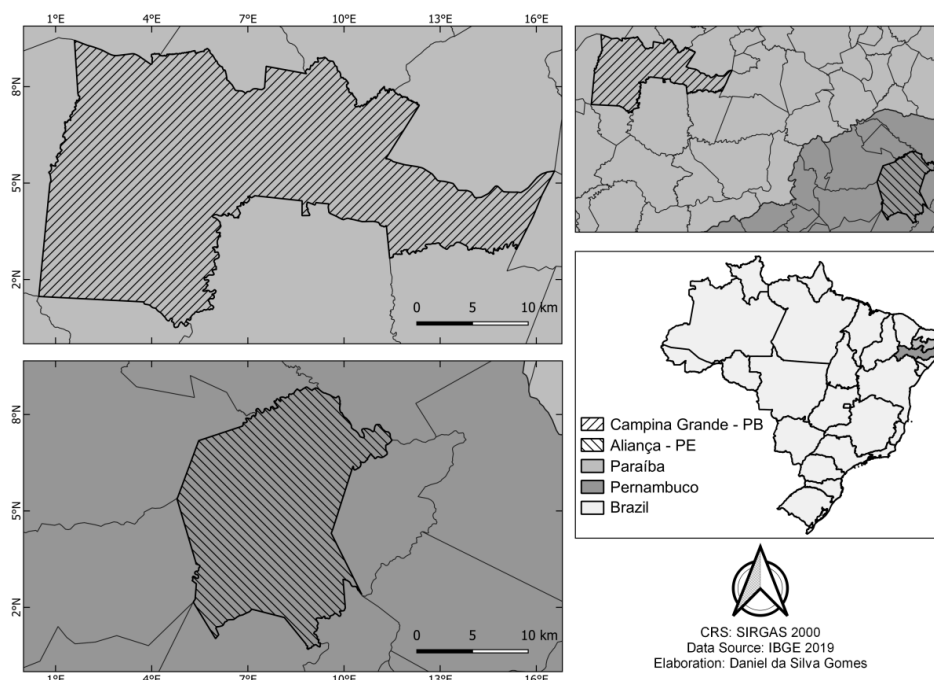 1°E 4°E 7°E 10°E 13°E 16°E
8°N
5°N
2°N
0 5 10 km
8°N
5°N
2°N
0 5 10 km
1°E 4°E 7°E 10°E 13°E 16°E
Campina Grande - PB
Aliança - PE
Paraíba
Pernambuco
Brazil
CRS: SIRGAS 2000
Data Source: IBGE 2019
Elaboration: Daniel da Silva Gomes